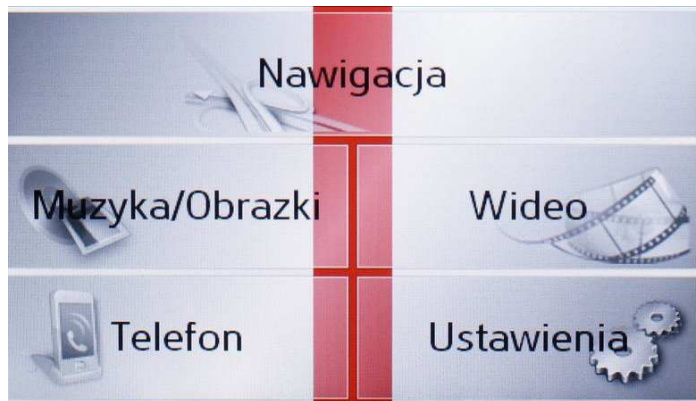 Nawigacja
Muzyka/Obrazki
Wideo
Telefon
Ustawienia